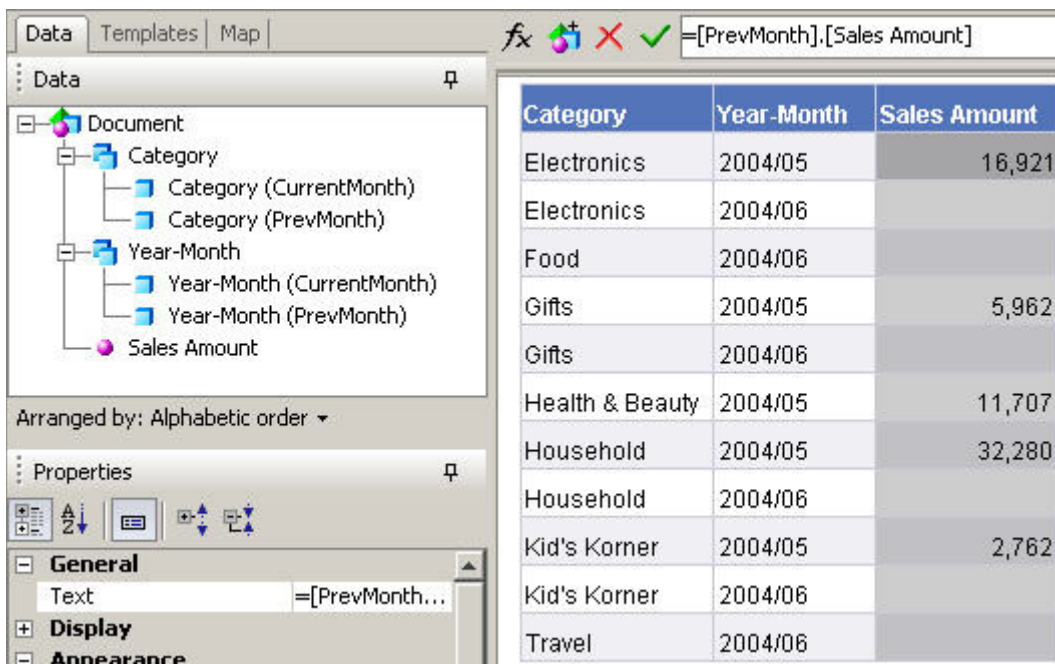 Data Templates Map
Data
Document
Category
Category (CurrentMonth)
Category (PrevMonth)
Year-Month
Year-Month (CurrentMonth)
Year-Month (PrevMonth)
Sales Amount
Arranged by: Alphabetic order
Properties
A
Z
General
Text =[PrevMonth...
Display
Appearance
fx =[PrevMonth].[Sales Amount]
Category Year-Month Sales Amount
Electronics 2004/05 16,921
Electronics 2004/06
Food 2004/06
Gifts 2004/05 5,962
Gifts 2004/06
Health & Beauty 2004/05 11,707
Household 2004/05 32,280
Household 2004/06
Kid's Korner 2004/05 2,762
Kid's Korner 2004/06
Travel 2004/06